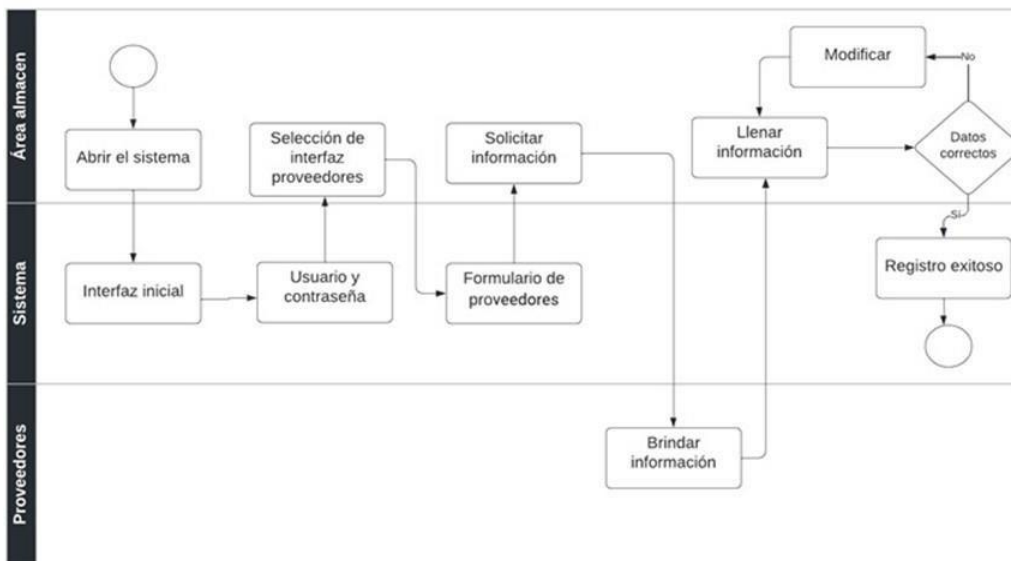 Área almacen
Abrir el sistema
Selección de
interfaz
proveedores
Solicitar
información
Modificar
No
Llenar
información
Datos
correctos
Sí
Sistema
Interfaz inicial
Usuario y
contraseña
Formulario de
proveedores
Registro exitoso
Proveedores
Brindar
información